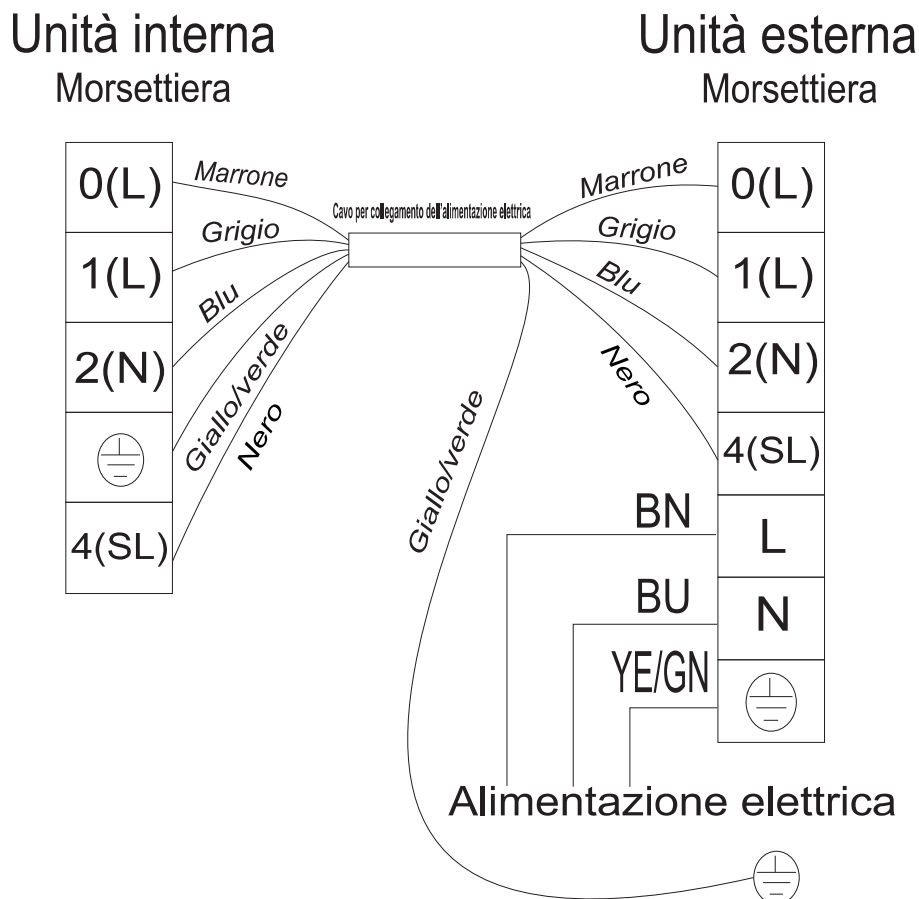 Unità interna
Morsettiera
0(L)
1(L)
2(N)
4(SL)
Marrone
Grigio
Blu
Giallo/verde
Nero
Cavo per collegamento dell'alimentazione elettrica
Unità esterna
Morsettiera
Marrone
Grigio
Blu
Nero
Giallo/verde
0(L)
1(L)
2(N)
4(SL)
BN
L
BU
N
YE/GN
Alimentazione elettrica